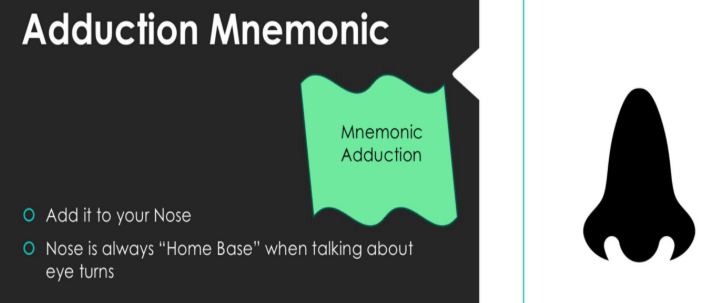 Adduction Mnemonic
Mnemonic
Adduction
Add it to your Nose
Nose is always “Home Base” when talking about
eye turns